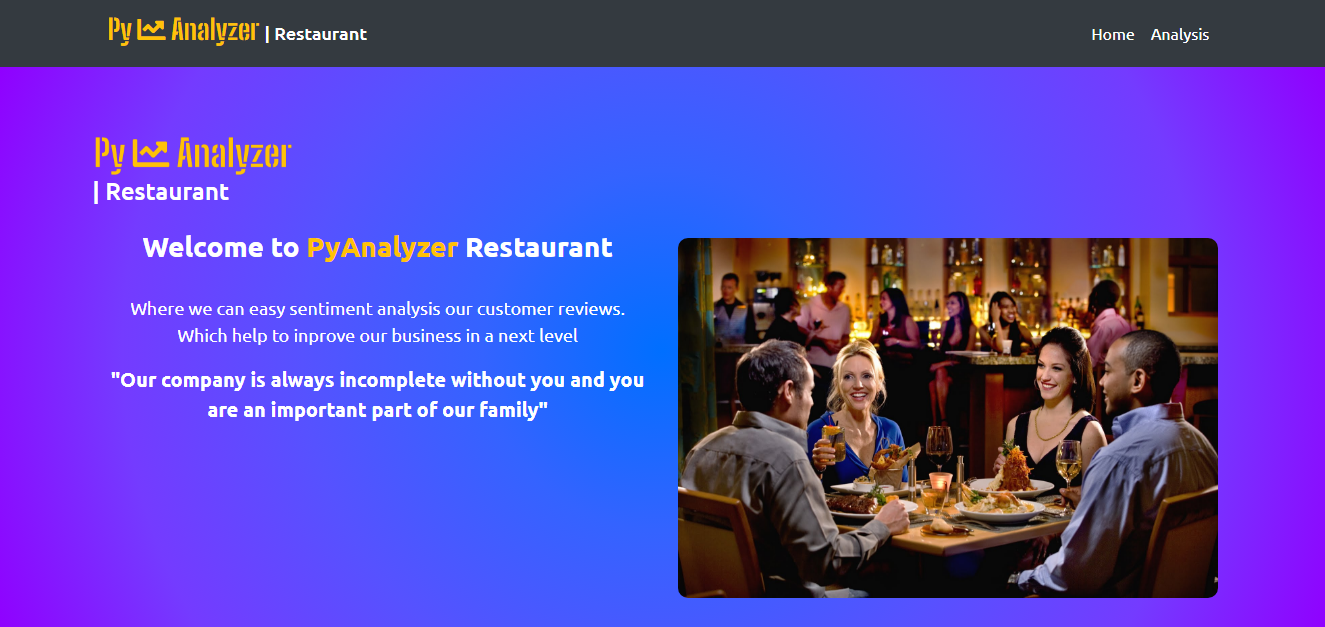 Py Analyzer | Restaurant
Home Analysis
Py Analyzer
| Restaurant
Welcome to PyAnalyzer Restaurant
Where we can easy sentiment analysis our customer reviews.
Which help to inprove our business in a next level
"Our company is always incomplete without you and you
are an important part of our family"